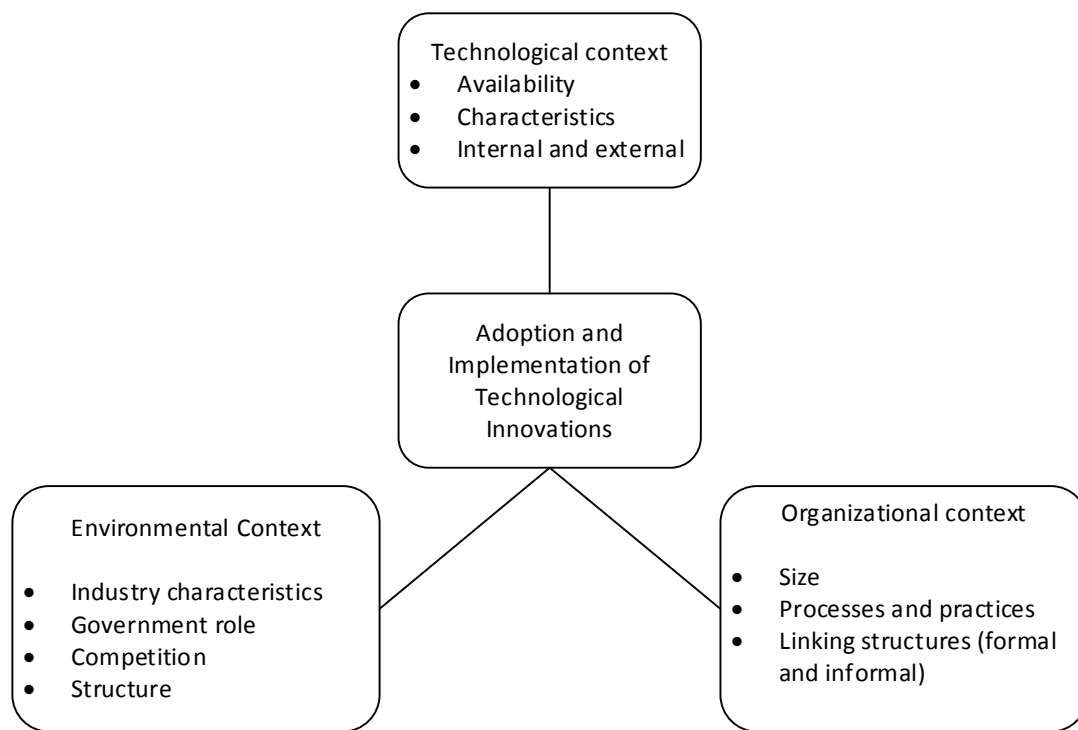 Technological context
• Availability
• Characteristics
• Internal and external
Adoption and
Implementation of
Technological
Innovations
Environmental Context
• Industry characteristics
• Government role
• Competition
• Structure
Organizational context
• Size
• Processes and practices
• Linking structures (formal
and informal)